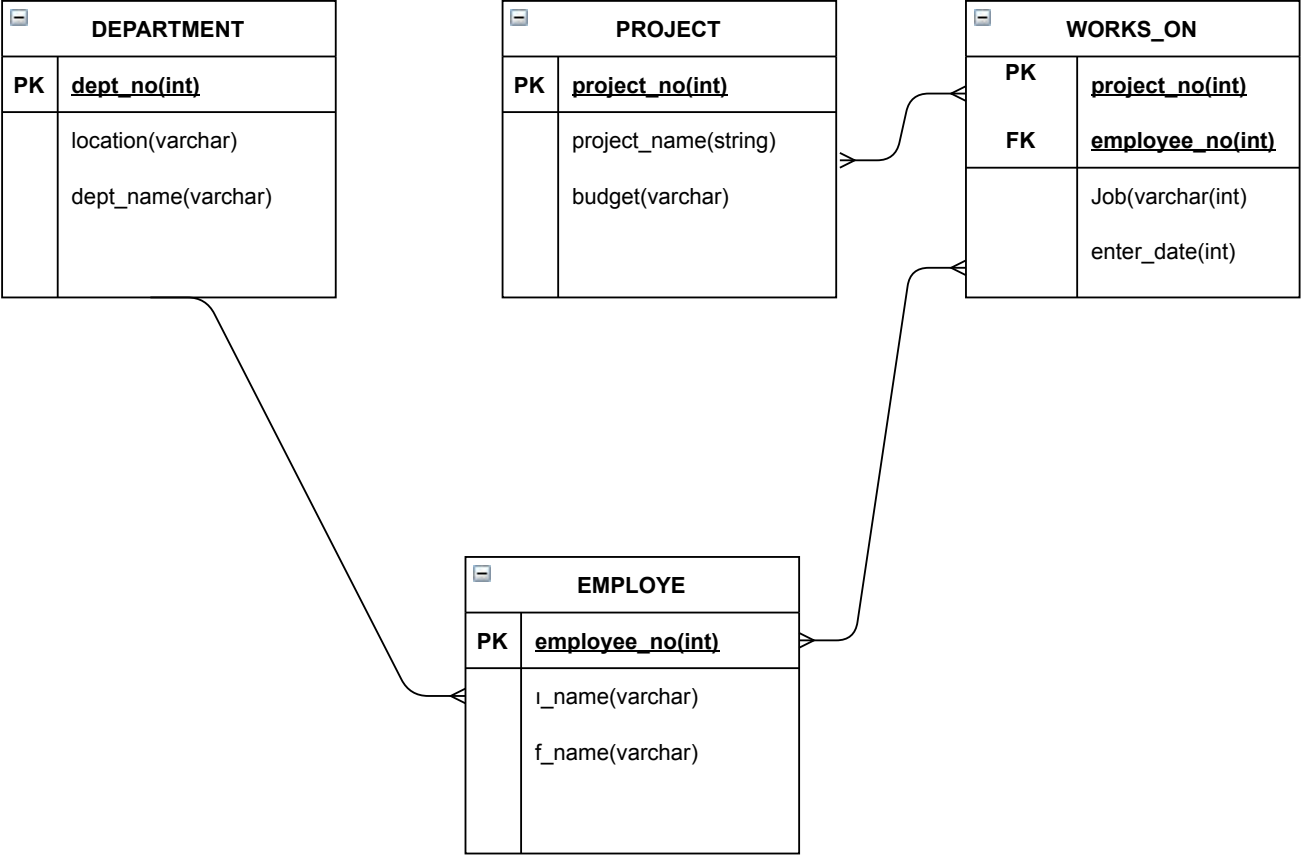 DEPARTMENT
PK dept_no(int)
location(varchar)
dept_name(varchar)
PROJECT
PK project_no(int)
project_name(string)
budget(varchar)
WORKS_ON
PK project_no(int)
FK employee_no(int)
Job(varchar(int)
enter_date(int)
EMPLOYE
PK employee_no(int)
ı_name(varchar)
f_name(varchar)